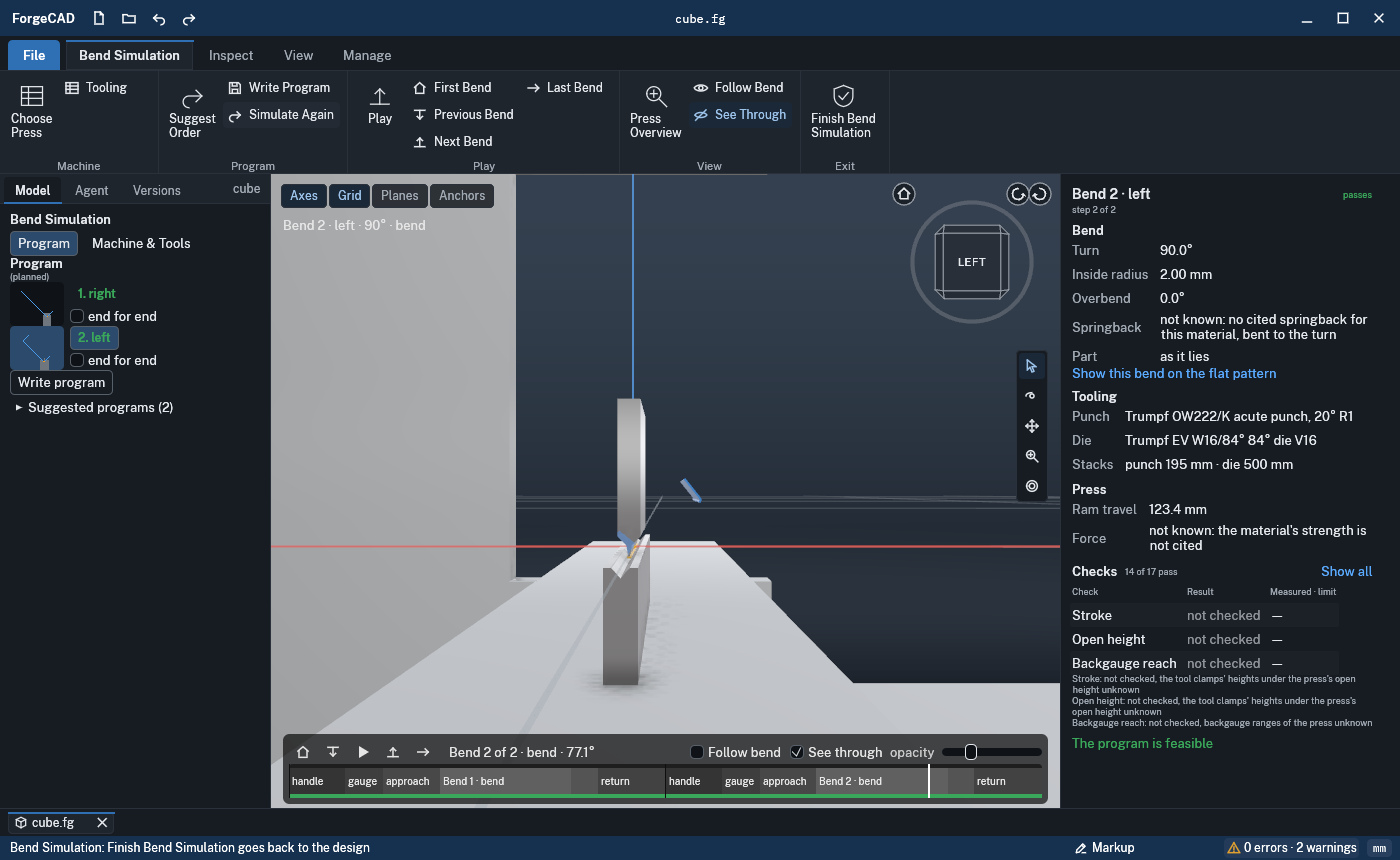 ForgeCAD
cube.fg
File
Bend Simulation
Inspect
View
Manage
Choose Press
Tooling
Machine
Suggest Order
Write Program
Simulate Again
Program
Play
First Bend
Previous Bend
Next Bend
Last Bend
Play
Press Overview
Follow Bend
See Through
View
Finish Bend Simulation
Exit
Model
Agent
Versions
cube
Bend Simulation
Program
Machine & Tools
Program
(planned)
1. right
end for end
2. left
end for end
Write program
Suggested programs (2)
Axes
Grid
Planes
Anchors
Bend 2 · left · 90° · bend
LEFT
Bend 2 of 2 · bend · 77.1°
Follow bend
See through
opacity
handle
gauge
approach
Bend 1 · bend
return
handle
gauge
approach
Bend 2 · bend
return
Bend 2 · left
passes
step 2 of 2
Bend
Turn 90.0°
Inside radius 2.00 mm
Overbend 0.0°
Springback not known: no cited springback for
this material, bent to the turn
Part as it lies
Show this bend on the flat pattern
Tooling
Punch Trumpf OW222/K acute punch, 20° R1
Die Trumpf EV W16/84° 84° die V16
Stacks punch 195 mm · die 500 mm
Press
Ram travel 123.4 mm
Force not known: the material's strength is
not cited
Checks 14 of 17 pass Show all
Check Result Measured · limit
Stroke not checked —
Open height not checked —
Backgauge reach not checked —
Stroke: not checked, the tool clamps' heights under the press's open
height unknown
Open height: not checked, the tool clamps' heights under the press's
open height unknown
Backgauge reach: not checked, backgauge ranges of the press unknown
The program is feasible
cube.fg
Bend Simulation: Finish Bend Simulation goes back to the design
Markup
0 errors · 2 warnings
mm